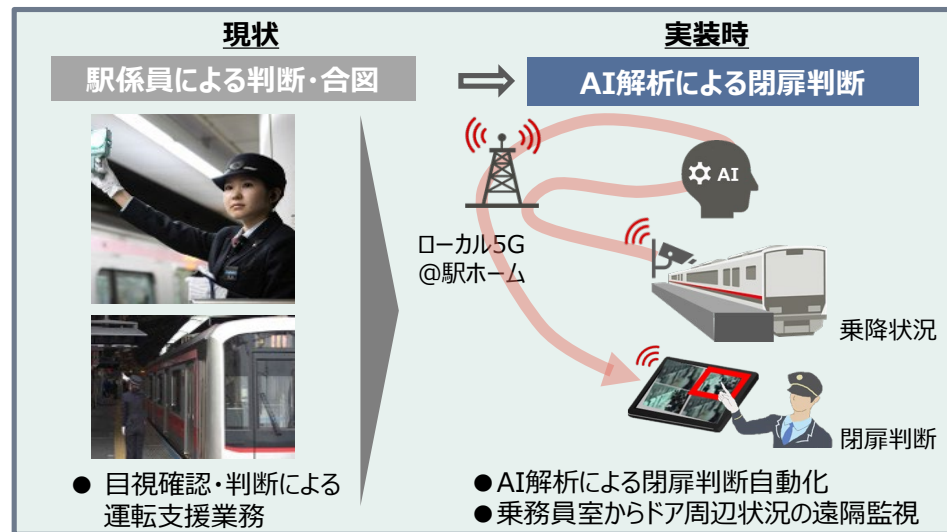 現状
駅係員による判断・合図
● 目視確認・判断による
運転支援業務
実装時
AI解析による閉扉判断
AI
ローカル5G
@駅ホーム
乗降状況
閉扉判断
●AI解析による閉扉判断自動化
●乗務員室からドア周辺状況の遠隔監視